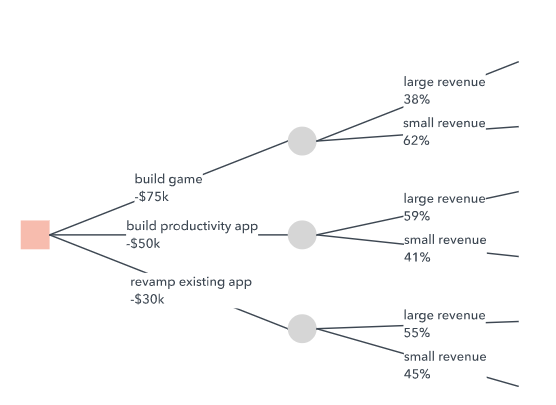 large revenue
38%
small revenue
62%
build game
-$75k
large revenue
59%
build productivity app
-$50k
small revenue
41%
revamp existing app
-$30k
large revenue
55%
small revenue
45%